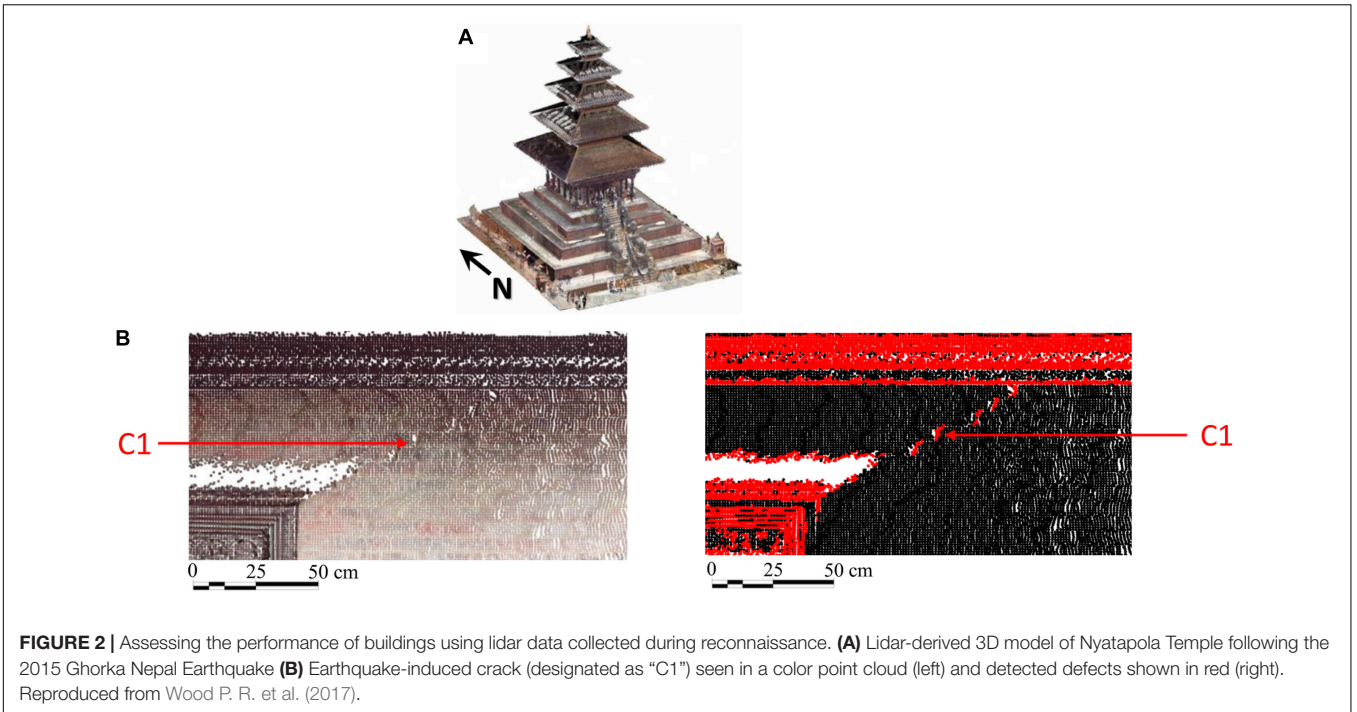 A
N
B
C1
C1
0 25 50 cm
0 25 50 cm
FIGURE 2 | Assessing the performance of buildings using lidar data collected during reconnaissance. (A) Lidar-derived 3D model of Nyatapola Temple following the
2015 Ghorka Nepal Earthquake (B) Earthquake-induced crack (designated as “C1”) seen in a color point cloud (left) and detected defects shown in red (right).
Reproduced from Wood P. R. et al. (2017).